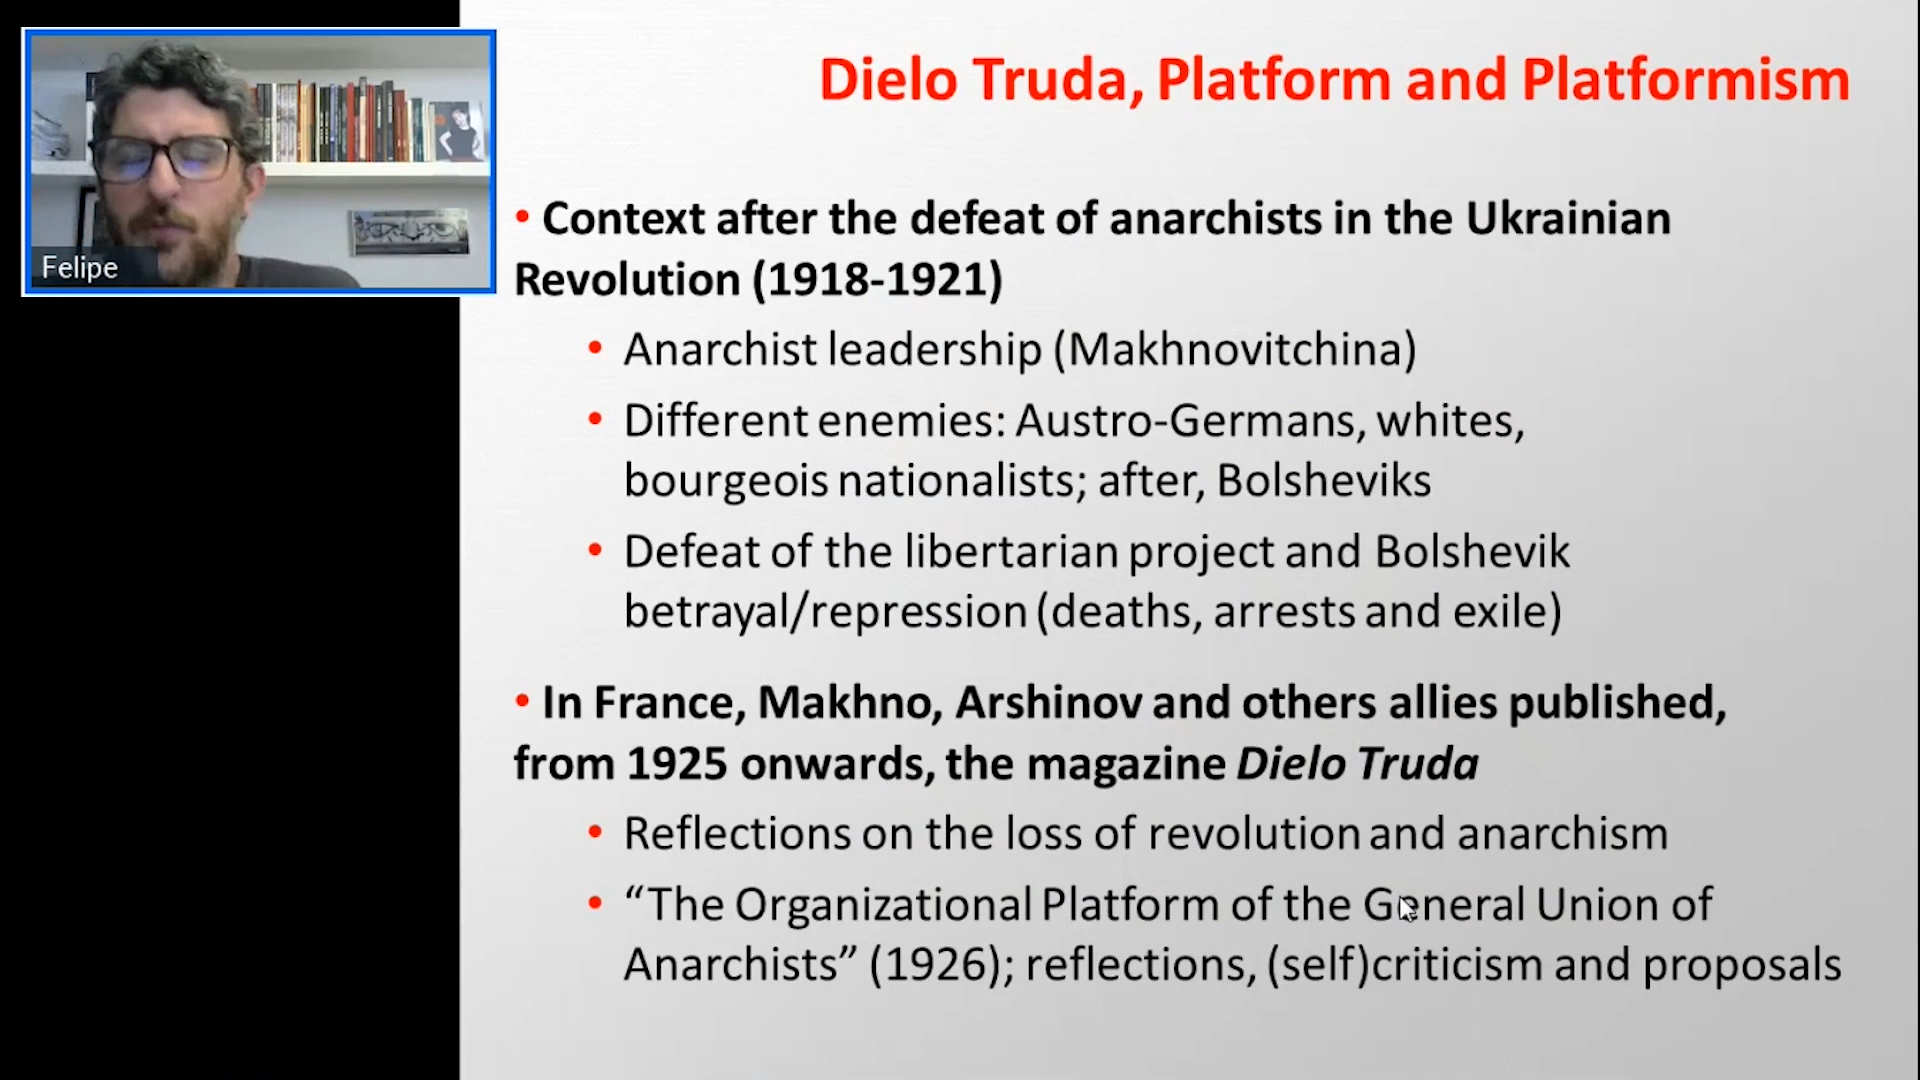 Felipe
Dielo Truda, Platform and Platformism
• Context after the defeat of anarchists in the Ukrainian
Revolution (1918-1921)
• Anarchist leadership (Makhnovitchina)
• Different enemies: Austro-Germans, whites,
bourgeois nationalists; after, Bolsheviks
• Defeat of the libertarian project and Bolshevik
betrayal/repression (deaths, arrests and exile)
• In France, Makhno, Arshinov and others allies published,
from 1925 onwards, the magazine Dielo Truda
• Reflections on the loss of revolution and anarchism
• “The Organizational Platform of the General Union of
Anarchists” (1926); reflections, (self)criticism and proposals